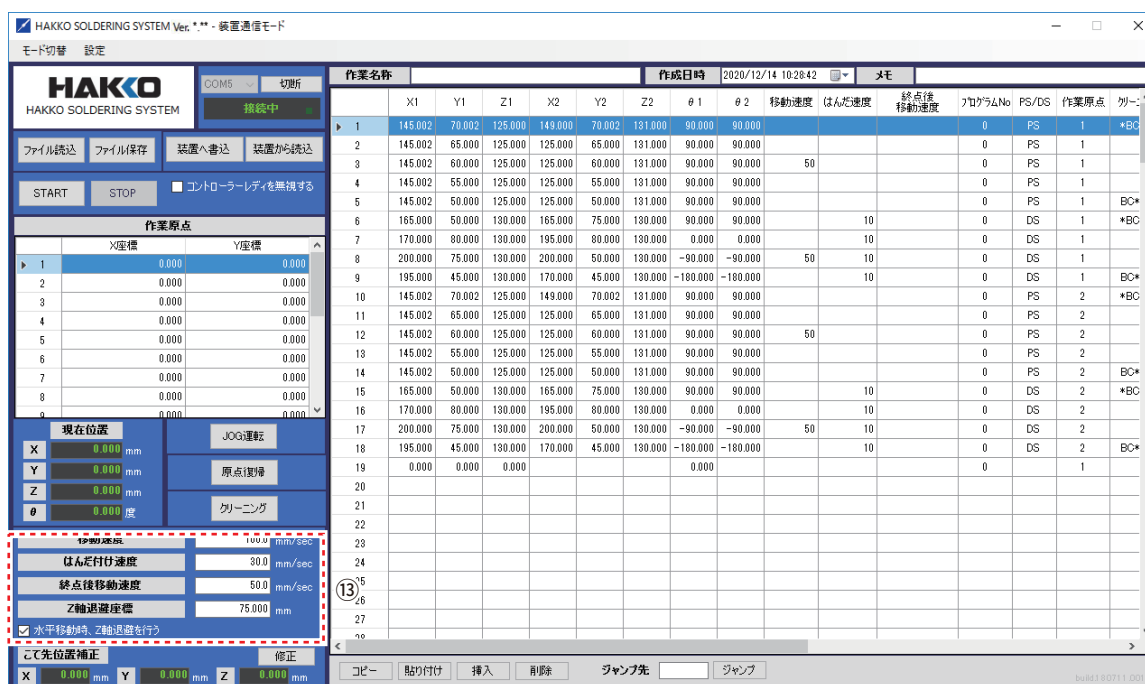 HAKKO SOLDERING SYSTEM Ver. *.** - 装置通信モード
モード切替 設定
HAKKO
HAKKO SOLDERING SYSTEM
COM5 切断
接続中
ファイル読込 ファイル保存 装置へ書込 装置から読込
START STOP コントローラーレディを無視する
作業原点
X座標 Y座標
1 0.000 0.000
2 0.000 0.000
3 0.000 0.000
4 0.000 0.000
5 0.000 0.000
6 0.000 0.000
7 0.000 0.000
8 0.000 0.000
9 0.000 0.000
現在位置
X 0.000 mm
Y 0.000 mm
Z 0.000 mm
θ 0.000 度
JOG運転
原点復帰
クリーニング
移動速度 100.0 mm/sec
はんだ付け速度 30.0 mm/sec
終点後移動速度 50.0 mm/sec
Z軸退避座標 75.000 mm
水平移動時、Z軸退避を行う
こて先位置補正 修正
X 0.000 mm Y 0.000 mm Z 0.000 mm
作業名称 作成日時 2020/12/14 10:28:42 メモ
X1 Y1 Z1 X2 Y2 Z2 θ1 θ2 移動速度 はんだ速度 終点後移動速度 プログラムNo PS/DS 作業原点 クリーニ
1 145.002 70.002 125.000 149.000 70.002 131.000 90.000 90.000 0 PS 1 *BC
2 145.002 65.000 125.000 125.000 65.000 131.000 90.000 90.000 0 PS 1
3 145.002 60.000 125.000 125.000 60.000 131.000 90.000 90.000 50 0 PS 1
4 145.002 55.000 125.000 125.000 55.000 131.000 90.000 90.000 0 PS 1
5 145.002 50.000 125.000 125.000 50.000 131.000 90.000 90.000 0 PS 1 BC*
6 165.000 50.000 130.000 165.000 75.000 130.000 90.000 90.000 10 0 DS 1 *BC
7 170.000 80.000 130.000 195.000 80.000 130.000 0.000 0.000 10 0 DS 1
8 200.000 75.000 130.000 200.000 50.000 130.000 -90.000 -90.000 50 10 0 DS 1
9 195.000 45.000 130.000 170.000 45.000 130.000 -180.000 -180.000 10 0 DS 1 BC*
10 145.002 70.002 125.000 149.000 70.002 131.000 90.000 90.000 0 PS 2 *BC
11 145.002 65.000 125.000 125.000 65.000 131.000 90.000 90.000 0 PS 2
12 145.002 60.000 125.000 125.000 60.000 131.000 90.000 90.000 50 0 PS 2
13 145.002 55.000 125.000 125.000 55.000 131.000 90.000 90.000 0 PS 2
14 145.002 50.000 125.000 125.000 50.000 131.000 90.000 90.000 0 PS 2 BC*
15 165.000 50.000 130.000 165.000 75.000 130.000 90.000 90.000 10 0 DS 2 *BC
16 170.000 80.000 130.000 195.000 80.000 130.000 0.000 0.000 10 0 DS 2
17 200.000 75.000 130.000 200.000 50.000 130.000 -90.000 -90.000 50 10 0 DS 2
18 195.000 45.000 130.000 170.000 45.000 130.000 -180.000 -180.000 10 0 DS 2 BC*
19 0.000 0.000 0.000 0.000 0 1
20
21
22
23
24
25
⑬
26
27
28
コピー 貼り付け 挿入 削除 ジャンプ先 ジャンプ
build.180711.001